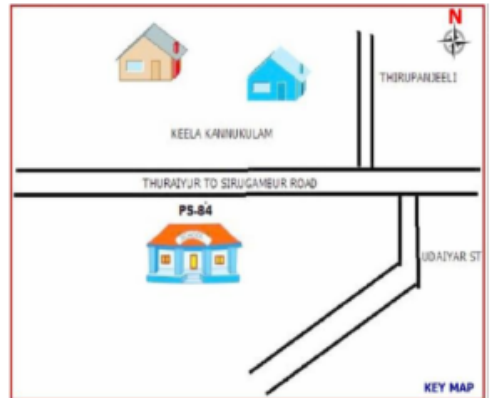 N
THIRUPANJEELI
KEELA KANNUKULAM
THURAIYUR TO SIRUGAMBUR ROAD
PS-84
UDAIYAR ST
KEY MAP